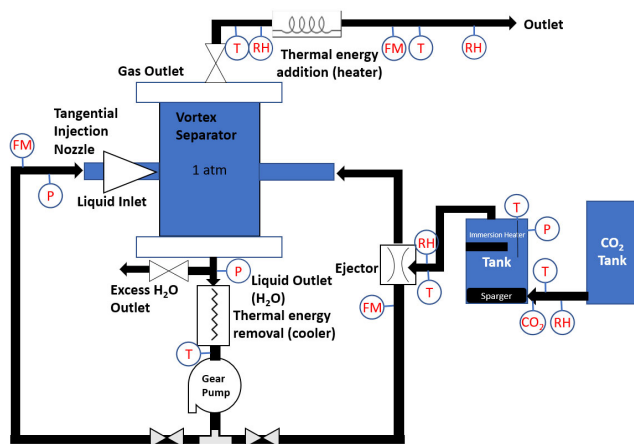 Outlet
T
RH
FM
T
RH
Thermal energy
addition (heater)
Gas Outlet
Tangential
Injection
Nozzle
Vortex
Separator
FM
P
1 atm
Liquid Inlet
T
P
Immersion Heater
Tank
Sparger
CO2
Tank
RH
T
Ejector
T
CO2
RH
FM
P
Excess H2O
Outlet
Liquid Outlet
(H2O)
Thermal energy
removal (cooler)
T
Gear
Pump